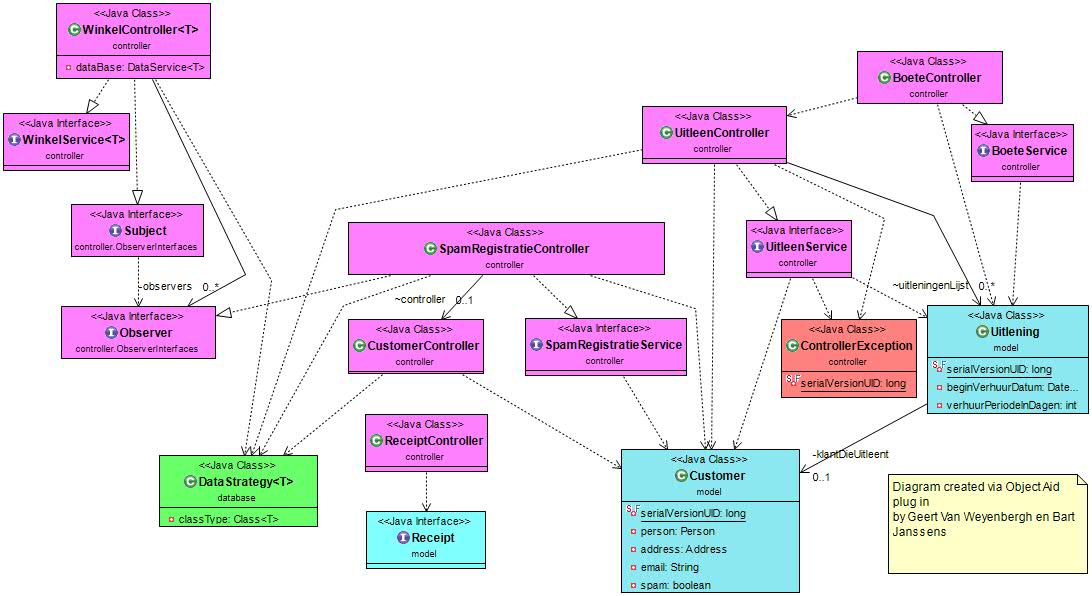 <<Java Class>>
WinkelController<T>
controller
dataBase: DataService<T>
<<Java Interface>>
WinkelService<T>
controller
<<Java Class>>
BoeteController
controller
<<Java Class>>
UitleenController
controller
<<Java Interface>>
BoeteService
controller
<<Java Interface>>
Subject
controller.ObserverInterfaces
<<Java Class>>
SpamRegistratieController
controller
<<Java Interface>>
UitleenService
controller
~observers 0..*
~controller 0..1
~uitleningenLijst 0..*
<<Java Interface>>
Observer
controller.ObserverInterfaces
<<Java Class>>
CustomerController
controller
<<Java Interface>>
SpamRegistratieService
controller
<<Java Class>>
ControllerException
controller
serialVersionUID: long
<<Java Class>>
Uitlening
model
serialVersionUID: long
beginVerhuurDatum: Date...
verhuurPeriodeInDagen: int
<<Java Class>>
ReceiptController
controller
<<Java Class>>
DataStrategy<T>
database
classType: Class<T>
<<Java Interface>>
Receipt
model
<<Java Class>>
Customer
model
serialVersionUID: long
person: Person
address: Address
email: String
spam: boolean
-klantDieUitleent
0..1
Diagram created via ObjectAid
plug in
by Geert Van Weyenbergh en Bart
Janssens